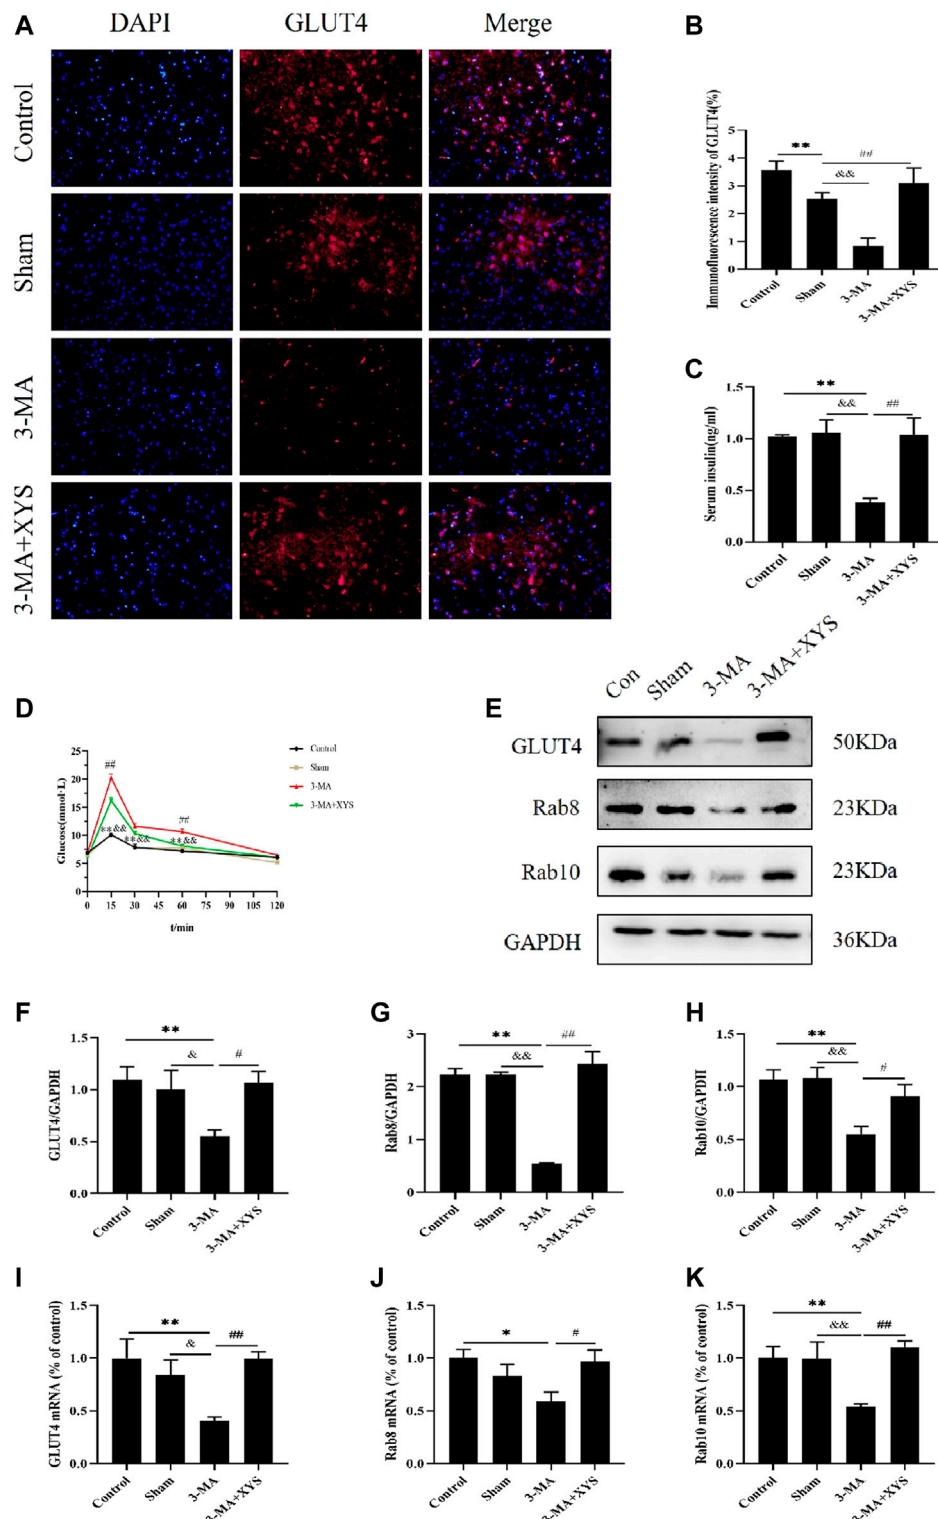 A
DAPI
GLUT4
Merge
Control
Sham
3-MA
3-MA+XYS
B
Immunofluorescence intensity of GLUT4(%)
5
4
3
2
1
0
**
##
&&
Control
Sham
3-MA
3-MA+XYS
C
Serum insulin(ng/ml)
1.5
1.0
0.5
0.0
**
&&
##
Control
Sham
3-MA
3-MA+XYS
D
Glucose(mmol·L)
25
20
15
10
5
0
##
##
**&&
**&&
**&&
Control
Sham
3-MA
3-MA+XYS
0 15 30 45 60 75 90 105 120
t/min
E
Con
Sham
3-MA
3-MA+XYS
GLUT4
50KDa
Rab8
23KDa
Rab10
23KDa
GAPDH
36KDa
F
GLUT4/GAPDH
1.5
1.0
0.5
0.0
**
&
#
Control
Sham
3-MA
3-MA+XYS
G
Rab8/GAPDH
3
2
1
0
**
&&
##
Control
Sham
3-MA
3-MA+XYS
H
Rab10/GAPDH
1.5
1.0
0.5
0.0
**
&&
#
Control
Sham
3-MA
3-MA+XYS
I
GLUT4 mRNA (% of control)
1.5
1.0
0.5
0.0
**
&
##
Control
Sham
3-MA
3-MA+XYS
J
Rab8 mRNA (% of control)
1.5
1.0
0.5
0.0
*
#
Control
Sham
3-MA
3-MA+XYS
K
Rab10 mRNA (% of control)
1.5
1.0
0.5
0.0
**
&&
##
Control
Sham
3-MA
3-MA+XYS